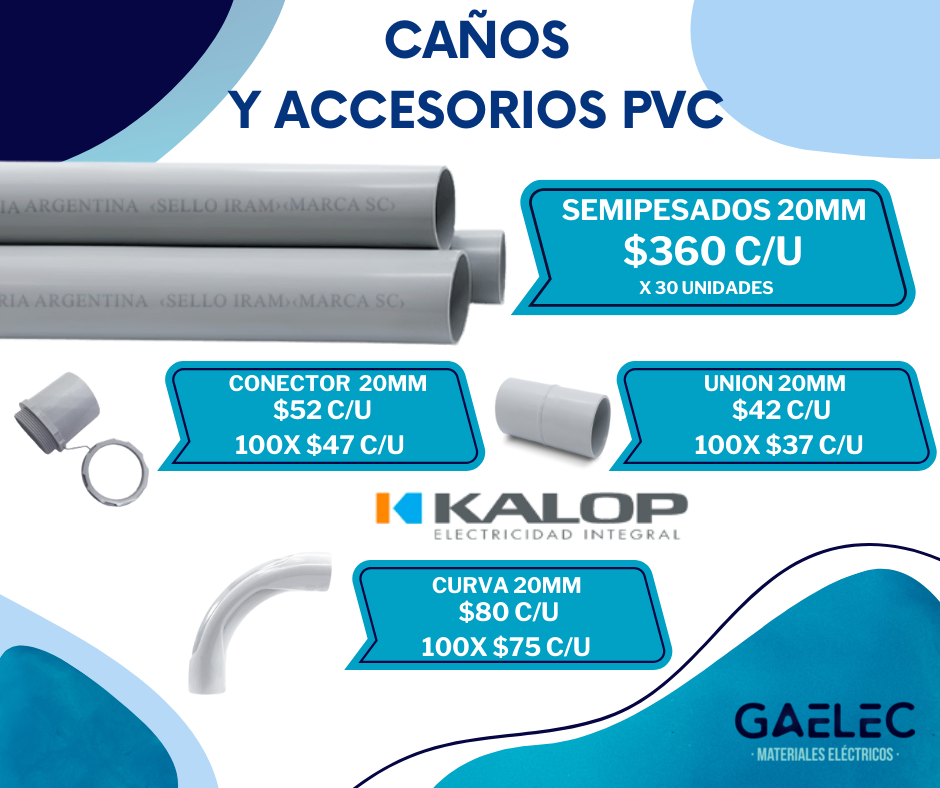 CAÑOS
Y ACCESORIOS PVC
IA ARGENTINA ‹SELLO IRAM›‹MARCA SC›
RIA ARGENTINA ‹SELLO IRAM›‹MARCA SC›
SEMIPESADOS 20MM
$360 C/U
X 30 UNIDADES
CONECTOR 20MM
$52 C/U
100X $47 C/U
UNION 20MM
$42 C/U
100X $37 C/U
KALOP
ELECTRICIDAD INTEGRAL
CURVA 20MM
$80 C/U
100X $75 C/U
GAELEC
· MATERIALES ELÉCTRICOS ·